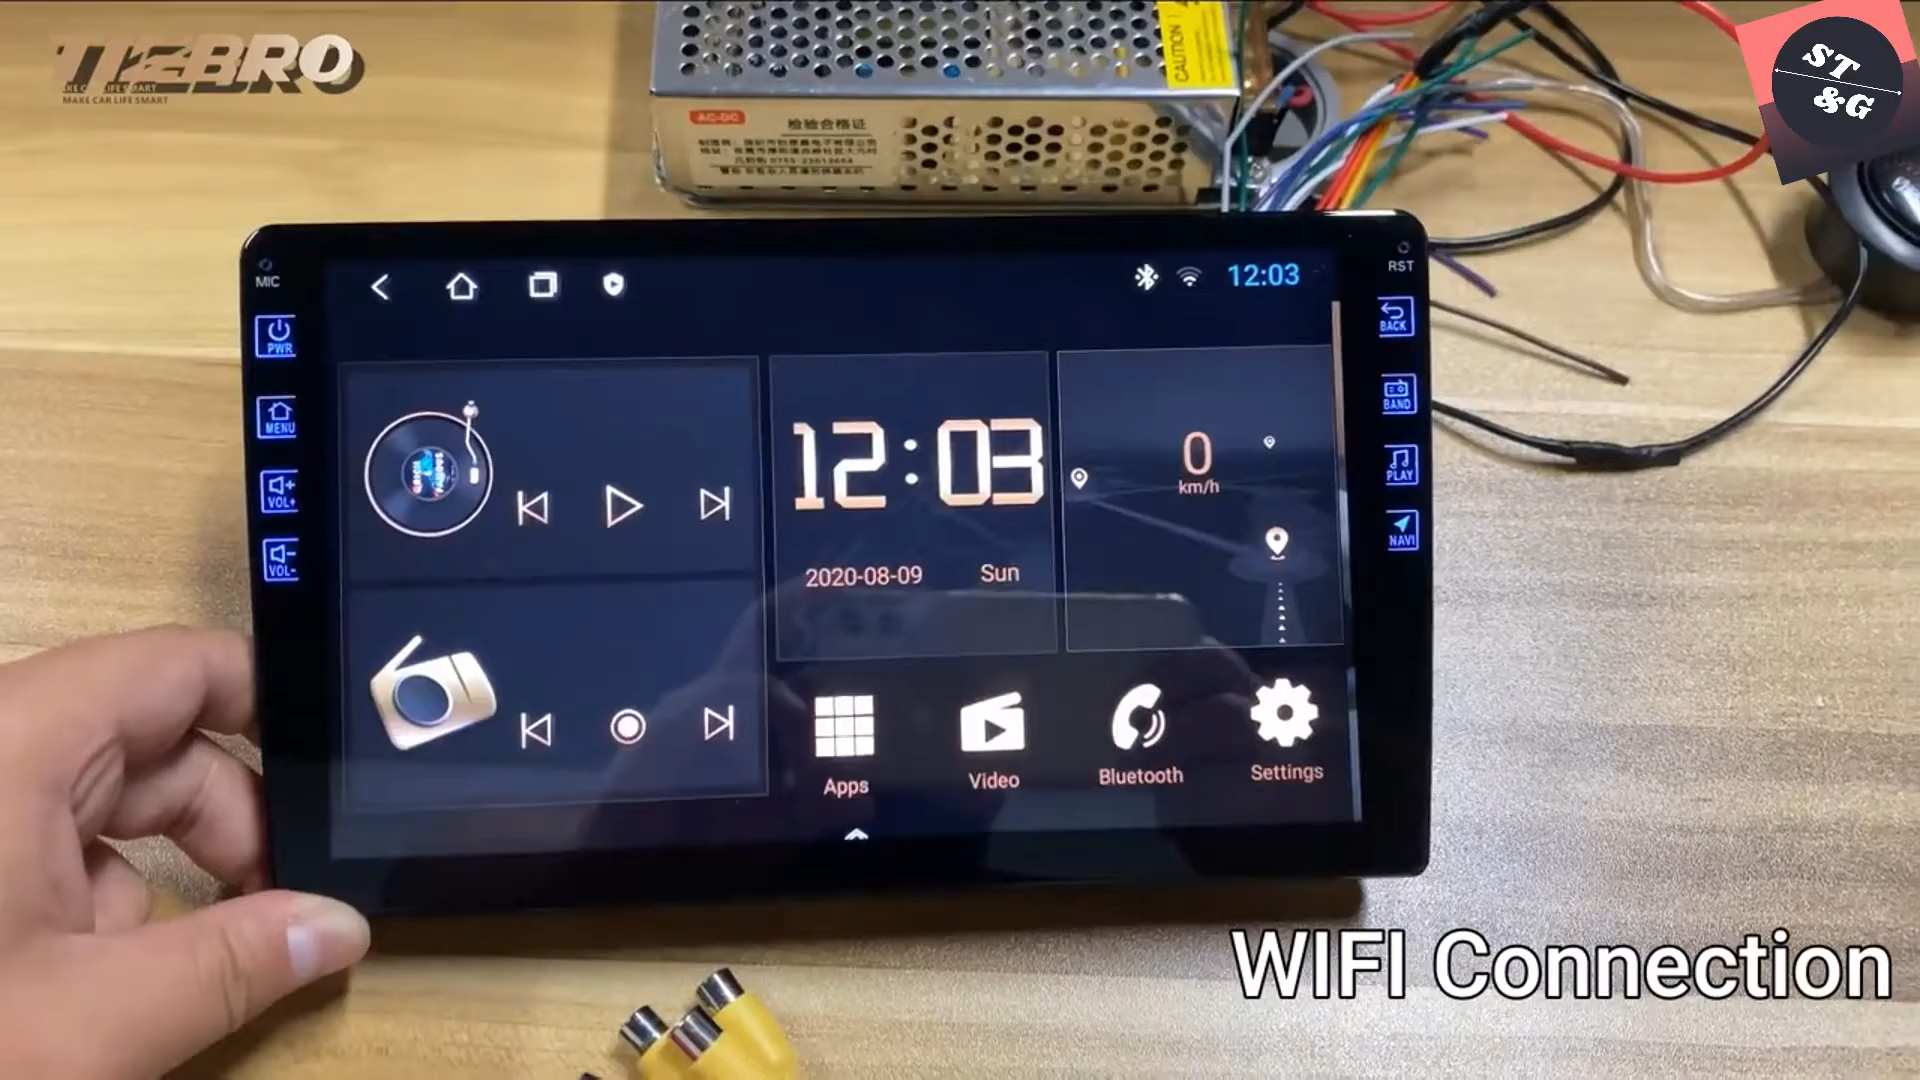 TIEBRO
MAKE CAR LIFE SMART
CAUTION
ST
&G
AC-DC
检验合格证
MIC
RST
12:03
PWR
MENU
VOL+
VOL-
BACK
BAND
PLAY
NAVI
12:03
2020-08-09 Sun
0
km/h
Apps
Video
Bluetooth
Settings
WIFI Connection